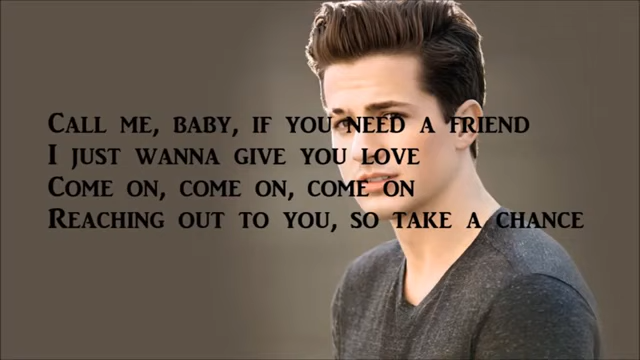 Call me, baby, if you need a friend
I just wanna give you love
Come on, come on, come on
Reaching out to you, so take a chance